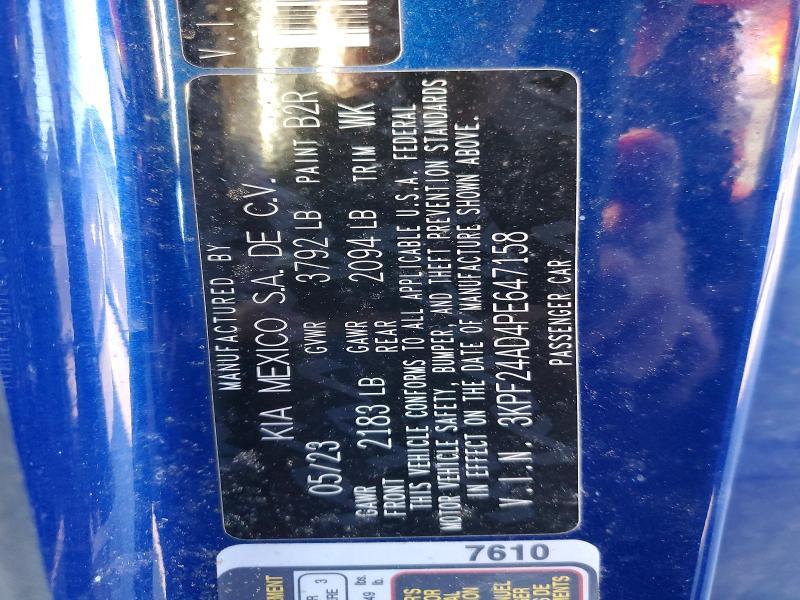 V.I.
MANUFACTURED BY
KIA MEXICO S.A. DE C.V.
05/23 GVWR 3792 LB PAINT B2R
GAWR FRONT 2183 LB GAWR REAR 2094 LB TRIM WK
THIS VEHICLE CONFORMS TO ALL APPLICABLE U.S.A. FEDERAL
MOTOR VEHICLE SAFETY, BUMPER, AND THEFT PREVENTION STANDARDS
IN EFFECT ON THE DATE OF MANUFACTURE SHOWN ABOVE.
V.I.N. 3KPF24AD4PE647158
PASSENGER CAR
7610